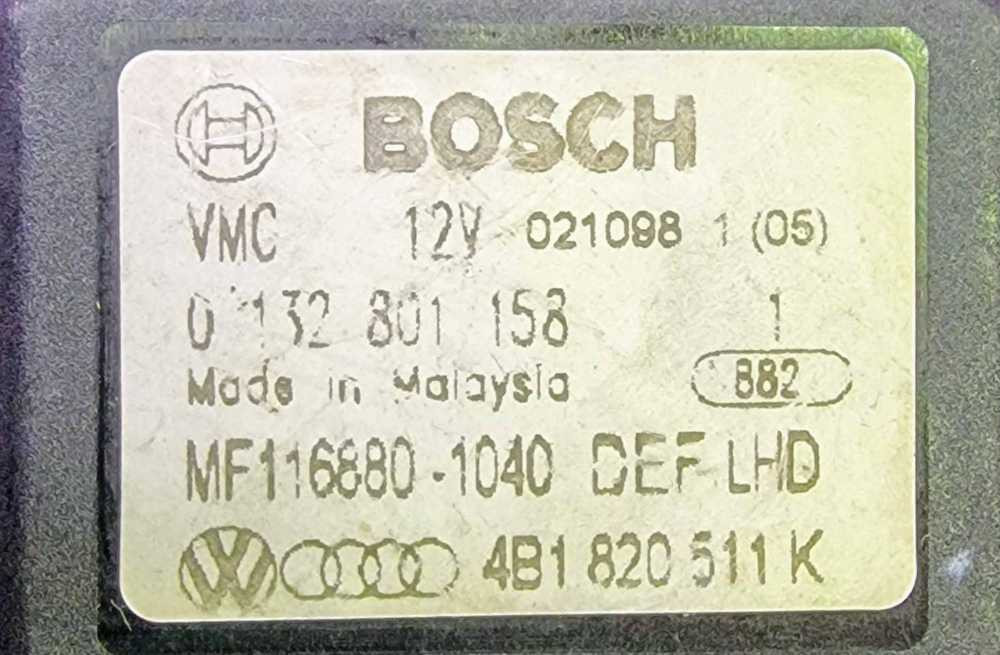 BOSCH
VMC 12V 021098 1 (05)
0 132 801 158 1
Made in Malaysia 882
MF116880-1040 DEF LHD
4B1 820 511 K